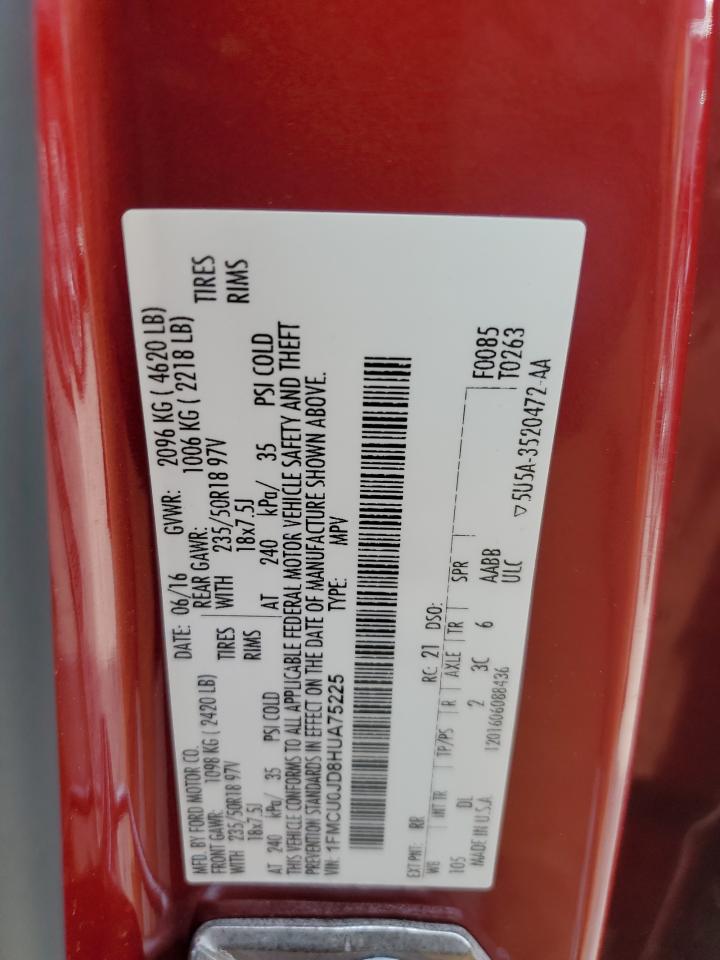 MFD. BY FORD MOTOR CO.
DATE: 06/16 GVWR: 2096 KG ( 4620 LB)
FRONT GAWR: 1098 KG ( 2420 LB) REAR GAWR: 1006 KG ( 2218 LB)
WITH 235/50R18 97V TIRES WITH 235/50R18 97V TIRES
18x7.5J RIMS 18x7.5J RIMS
AT 240 kPa/ 35 PSI COLD AT 240 kPa/ 35 PSI COLD
THIS VEHICLE CONFORMS TO ALL APPLICABLE FEDERAL MOTOR VEHICLE SAFETY AND THEFT
PREVENTION STANDARDS IN EFFECT ON THE DATE OF MANUFACTURE SHOWN ABOVE.
VIN: 1FMCU0JD8HUA75225 TYPE: MPV
EXT PNT: RR RC: 21 DSO: F0085
WB INT TR TP/PS R AXLE TR SPR T0263
105 DL 2 3C 6 AABB
MADE IN U.S.A 1201606088436 ULC ▽5U5A-3520472-AA